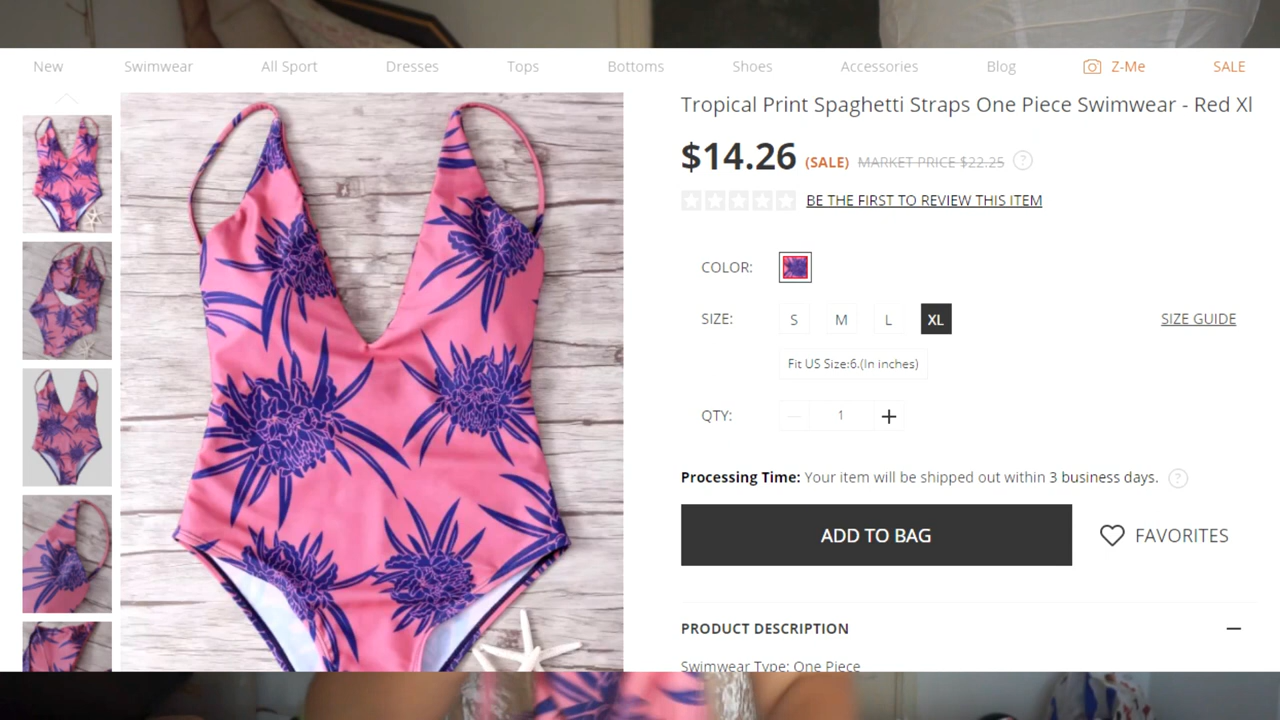 New Swimwear All Sport Dresses Tops Bottoms Shoes Accessories Blog Z-Me SALE
Tropical Print Spaghetti Straps One Piece Swimwear - Red Xl
$14.26 (SALE) MARKET PRICE $22.25 ?
BE THE FIRST TO REVIEW THIS ITEM
COLOR:
SIZE: S M L XL SIZE GUIDE
Fit US Size:6.(In inches)
QTY: — 1 +
Processing Time: Your item will be shipped out within 3 business days. ?
ADD TO BAG FAVORITES
PRODUCT DESCRIPTION —
Swimwear Type: One Piece